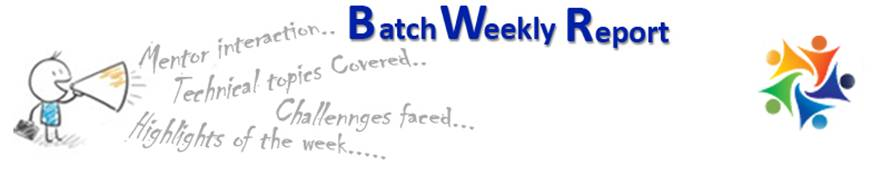 Batch Weekly Report
Mentor interaction..
Technical topics Covered..
Challennges faced...
Highlights of the week.....